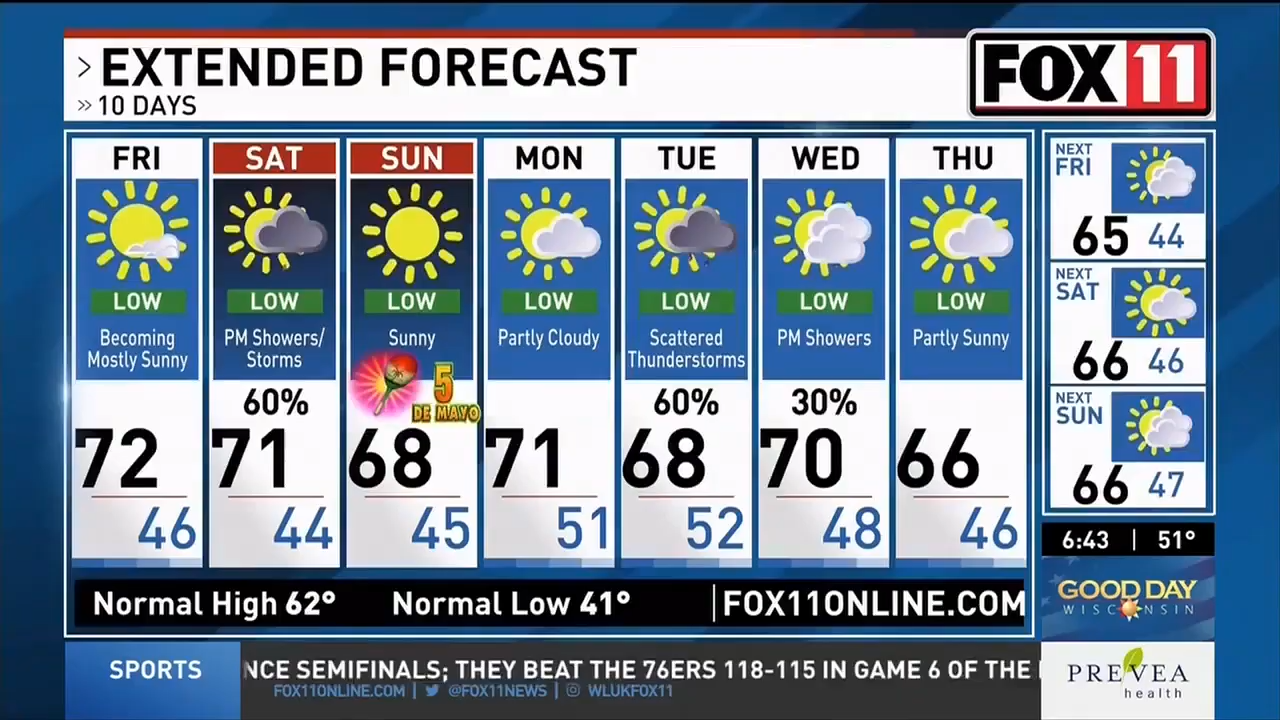 > EXTENDED FORECAST
» 10 DAYS
FOX 11
FRI
LOW
Becoming
Mostly Sunny
72
46
SAT
LOW
PM Showers/
Storms
60%
71
44
SUN
LOW
Sunny
5
DE MAYO
68
45
MON
LOW
Partly Cloudy
71
51
TUE
LOW
Scattered
Thunderstorms
60%
68
52
WED
LOW
PM Showers
30%
70
48
THU
LOW
Partly Sunny
66
46
NEXT
FRI
65 44
NEXT
SAT
66 46
NEXT
SUN
66 47
Normal High 62° Normal Low 41° | FOX11ONLINE.COM
6:43 | 51°
GOOD DAY
WISCONSIN
SPORTS
NCE SEMIFINALS; THEY BEAT THE 76ERS 118-115 IN GAME 6 OF THE
FOX11ONLINE.COM | @FOX11NEWS | WLUKFOX11
PREVEA
health